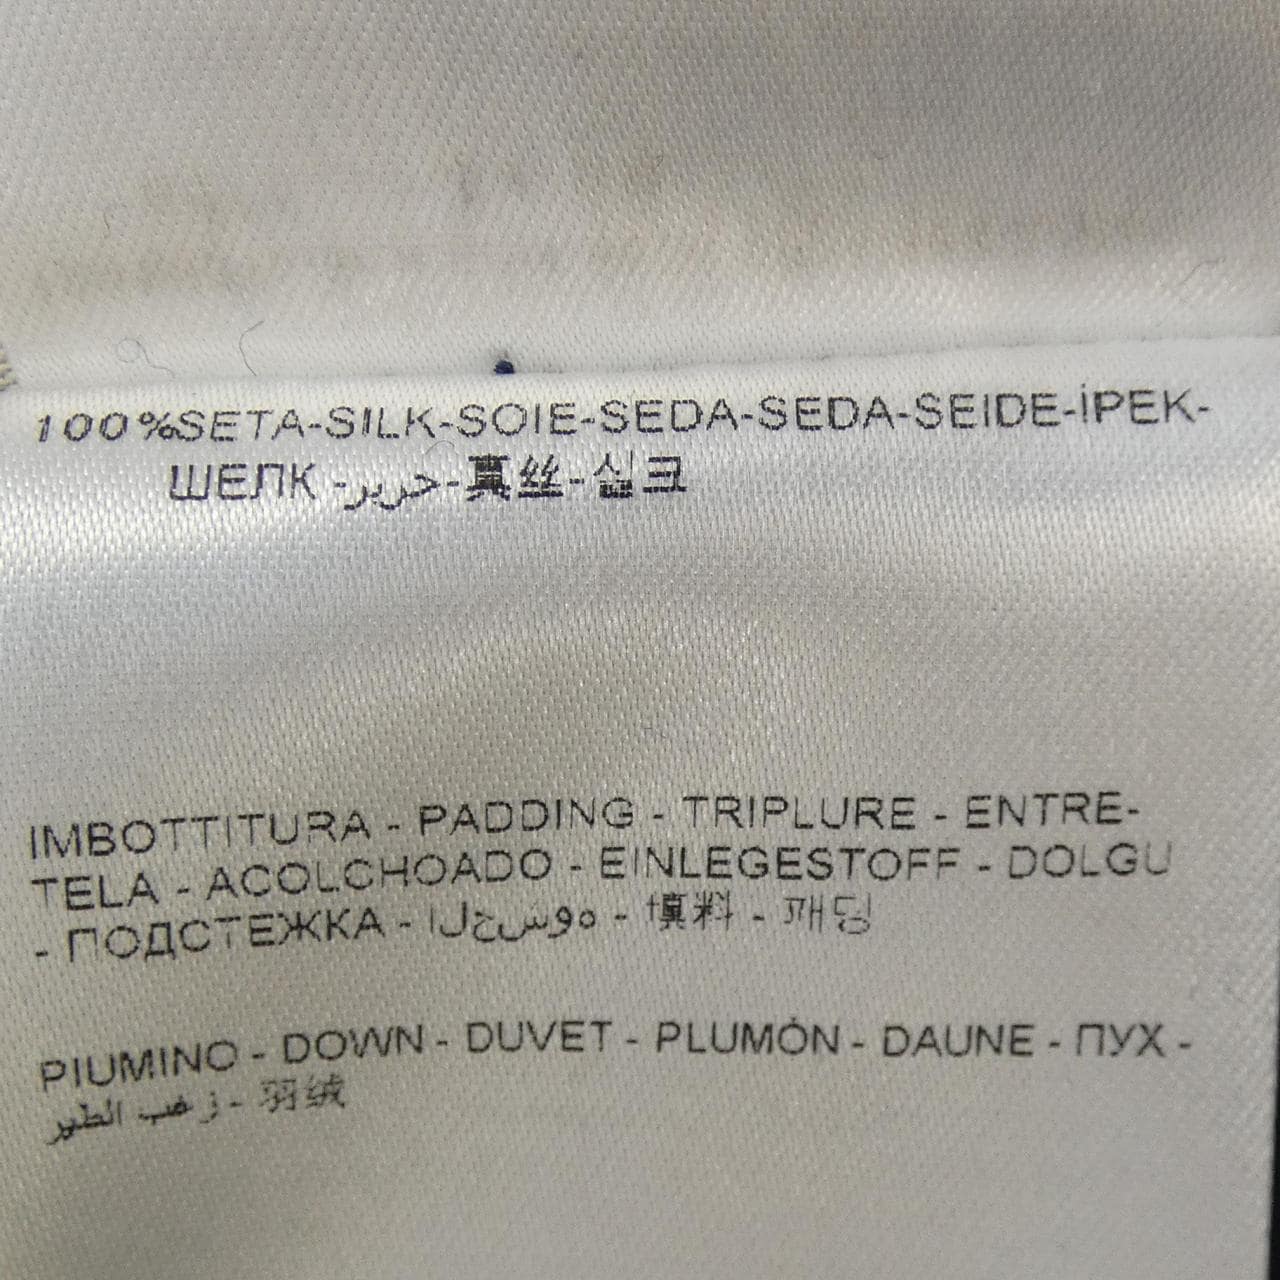 100%SETA-SILK-SOIE-SEDA-SEDA-SEIDE-İPEK-
ШЕЛК -حرير-真丝-실크
IMBOTTITURA - PADDING - TRIPLURE - ENTRE-
TELA - ACOLCHOADO - EINLEGESTOFF - DOLGU
- ПОДСТЕЖКА - الحسوه - 填料 - 패딩
PIUMINO - DOWN - DUVET - PLUMÓN - DAUNE - ПУХ -
زغب الطير - 羽绒